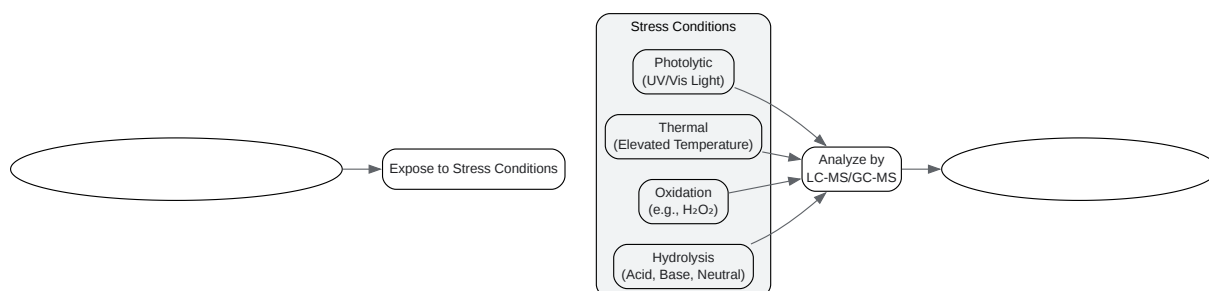 Expose to Stress Conditions
Stress Conditions
Photolytic
(UV/Vis Light)
Thermal
(Elevated Temperature)
Oxidation
(e.g., H₂O₂)
Hydrolysis
(Acid, Base, Neutral)
Analyze by
LC-MS/GC-MS